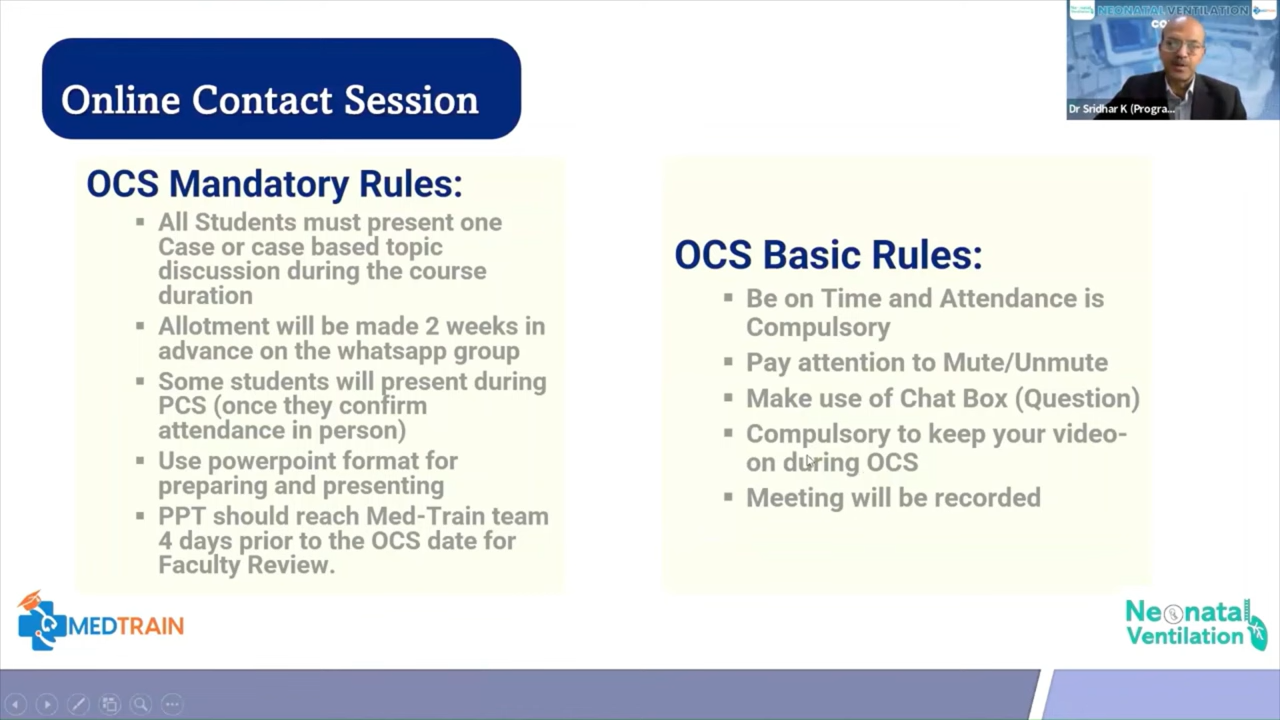 Online Contact Session
OCS Mandatory Rules:
All Students must present one
Case or case based topic
discussion during the course
duration
Allotment will be made 2 weeks in
advance on the whatsapp group
Some students will present during
PCS (once they confirm
attendance in person)
Use powerpoint format for
preparing and presenting
PPT should reach Med-Train team
4 days prior to the OCS date for
Faculty Review.
OCS Basic Rules:
Be on Time and Attendance is
Compulsory
Pay attention to Mute/Unmute
Make use of Chat Box (Question)
Compulsory to keep your video-
on during OCS
Meeting will be recorded
NEONATAL VENTILATION
Dr Sridhar K (Progra...
MEDTRAIN
Neonatal
Ventilation